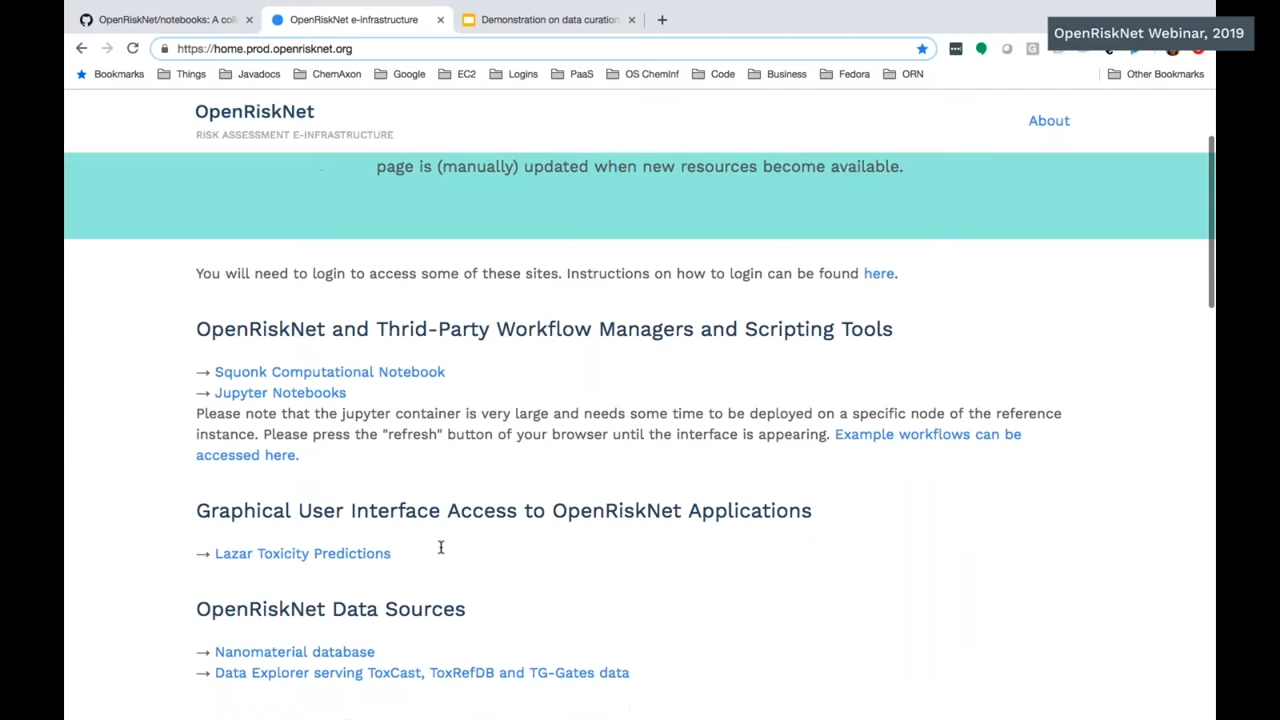 OpenRiskNet/notebooks: A coll
OpenRiskNet e-infrastructure
Demonstration on data curation
OpenRiskNet Webinar, 2019
https://home.prod.openrisknet.org
Bookmarks Things Javadocs ChemAxon Google EC2 Logins PaaS OS ChemInf Code Business Fedora ORN Other Bookmarks
OpenRiskNet
RISK ASSESSMENT E-INFRASTRUCTURE
About
page is (manually) updated when new resources become available.
You will need to login to access some of these sites. Instructions on how to login can be found here.
OpenRiskNet and Thrid-Party Workflow Managers and Scripting Tools
→ Squonk Computational Notebook
→ Jupyter Notebooks
Please note that the jupyter container is very large and needs some time to be deployed on a specific node of the reference
instance. Please press the "refresh" button of your browser until the interface is appearing. Example workflows can be
accessed here.
Graphical User Interface Access to OpenRiskNet Applications
→ Lazar Toxicity Predictions
OpenRiskNet Data Sources
→ Nanomaterial database
→ Data Explorer serving ToxCast, ToxRefDB and TG-Gates data